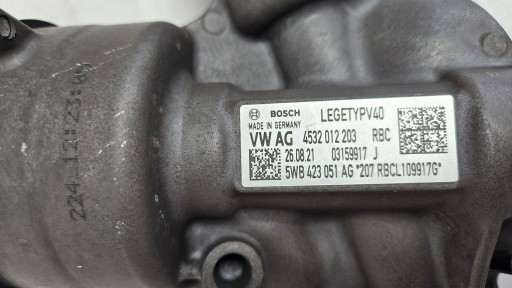 BOSCH LEGETYPV40
MADE IN GERMANY
VW AG 4532 012 203 RBC
26.08.21 03159917 J
5WB 423 051 AG *207 RBCL109917G*